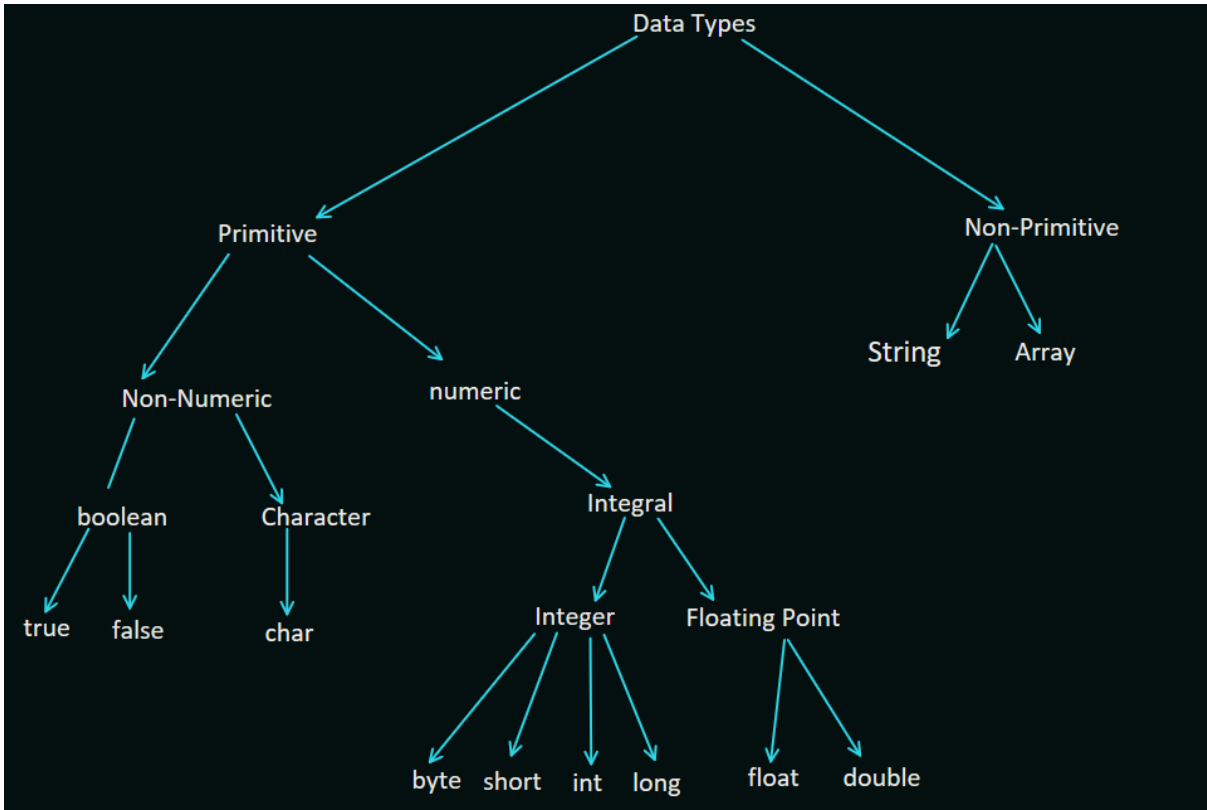 Data Types
Primitive
Non-Primitive
String
Array
Non-Numeric
numeric
boolean
Character
Integral
true
false
char
Integer
Floating Point
byte
short
int
long
float
double